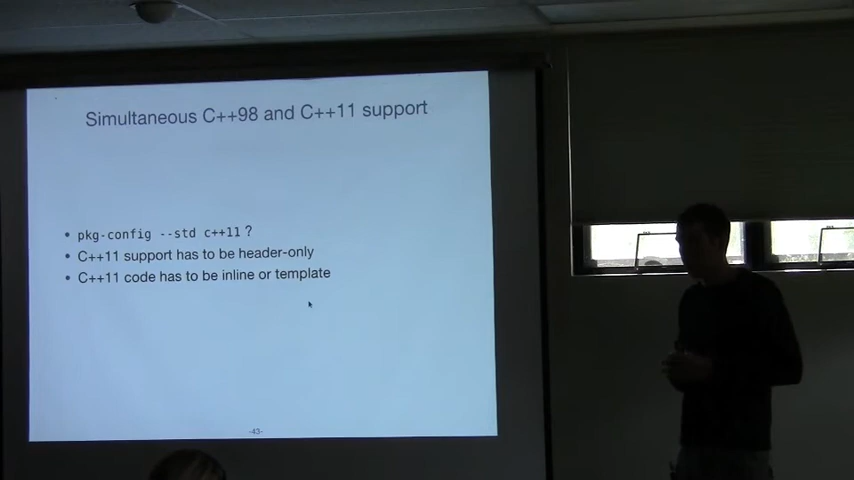 Simultaneous C++98 and C++11 support
• pkg-config --std c++11 ?
• C++11 support has to be header-only
• C++11 code has to be inline or template
-43-